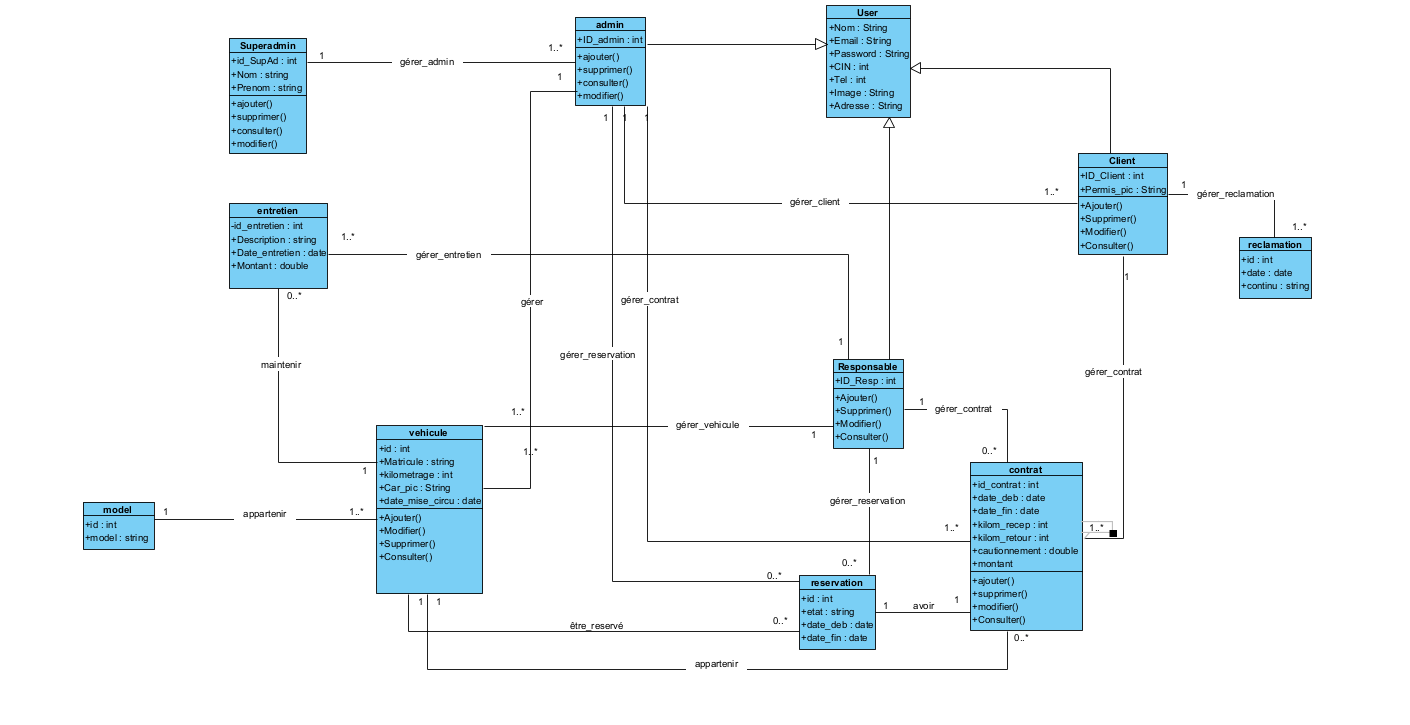 User
+Nom : String
+Email : String
+Password : String
+CIN : int
+Tel : int
+Image : String
+Adresse : String
admin
+ID_admin : int
+ajouter()
+supprimer()
+consulter()
+modifier()
Superadmin
+id_SupAd : int
+Nom : string
+Prenom : string
+ajouter()
+supprimer()
+consulter()
+modifier()
1
gérer_admin
1..*
1
1
1
1
Client
+ID_Client : int
+Permis_pic : String
+Ajouter()
+Supprimer()
+Modifier()
+Consulter()
1
gérer_reclamation
1..*
gérer_client
1..*
reclamation
+id : int
+date : date
+continu : string
entretien
-id_entretien : int
+Description : string
+Date_entretien : date
+Montant : double
1..*
gérer_entretien
1
0..*
gérer
gérer_contrat
1
gérer_reservation
maintenir
gérer_contrat
Responsable
+ID_Resp : int
+Ajouter()
+Supprimer()
+Modifier()
+Consulter()
1
gérer_contrat
0..*
1..*
gérer_vehicule
1
1..*
1
vehicule
+id : int
+Matricule : string
+kilometrage : int
+Car_pic : String
+date_mise_circu : date
+Ajouter()
+Modifier()
+Supprimer()
+Consulter()
1
gérer_reservation
contrat
+id_contrat : int
+date_deb : date
+date_fin : date
+kilom_recep : int
+kilom_retour : int
+cautionnement : double
+montant
+ajouter()
+supprimer()
+modifier()
+Consulter()
1..*
1..*
model
+id : int
+model : string
1
appartenir
1..*
0..*
0..*
reservation
+id : int
+etat : string
+date_deb : date
+date_fin : date
1
avoir
1
1
1
être_reservé
0..*
0..*
appartenir